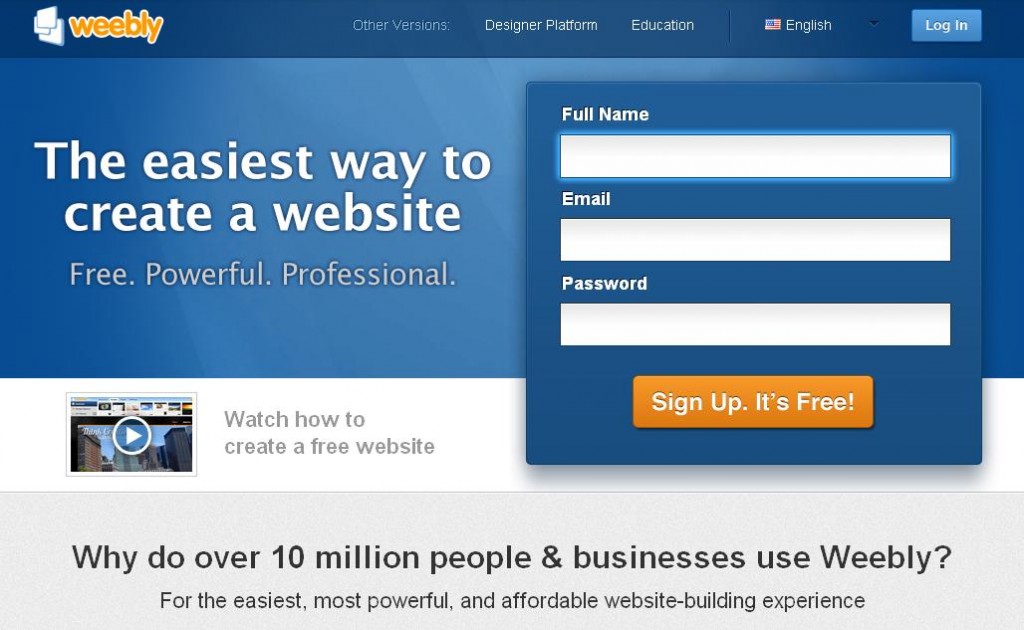 weebly
Other Versions: Designer Platform Education English Log In
The easiest way to
create a website
Free. Powerful. Professional.
Full Name
Email
Password
Sign Up. It's Free!
Watch how to
create a free website
Why do over 10 million people & businesses use Weebly?
For the easiest, most powerful, and affordable website-building experience